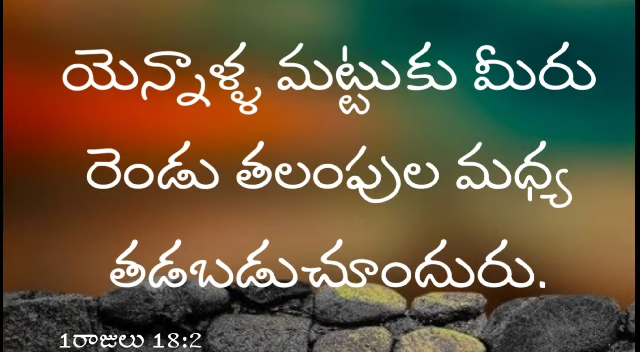 యెన్నాళ్ళ మట్టుకు మీరు
రెండు తలంపుల మధ్య
తడబడుచూందురు.
1రాజులు 18:2